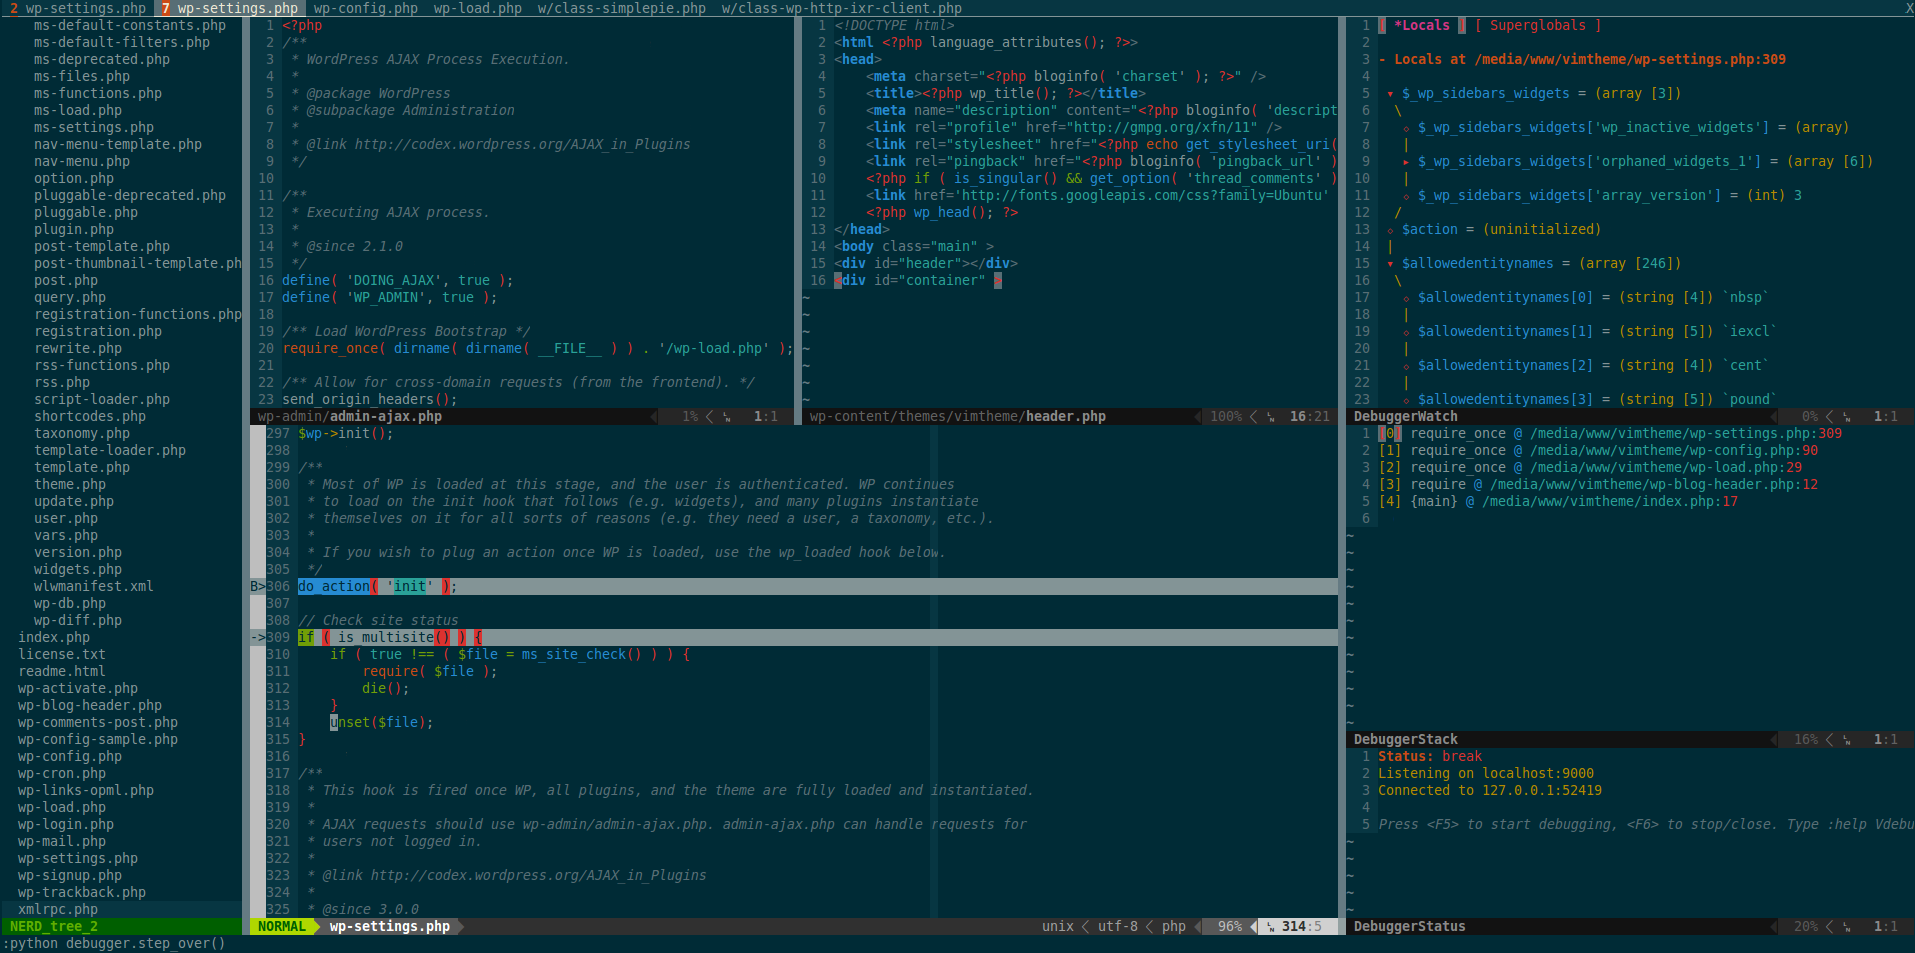 2 wp-settings.php 7 wp-settings.php wp-config.php wp-load.php w/class-simplepie.php w/class-wp-http-ixr-client.php X
ms-default-constants.php
ms-default-filters.php
ms-deprecated.php
ms-files.php
ms-functions.php
ms-load.php
ms-settings.php
nav-menu-template.php
nav-menu.php
option.php
pluggable-deprecated.php
pluggable.php
plugin.php
post-template.php
post-thumbnail-template.ph
post.php
query.php
registration-functions.php
registration.php
rewrite.php
rss-functions.php
rss.php
script-loader.php
shortcodes.php
taxonomy.php
template-loader.php
template.php
theme.php
update.php
user.php
vars.php
version.php
widgets.php
wlwmanifest.xml
wp-db.php
wp-diff.php
index.php
license.txt
readme.html
wp-activate.php
wp-blog-header.php
wp-comments-post.php
wp-config-sample.php
wp-config.php
wp-cron.php
wp-links-opml.php
wp-load.php
wp-login.php
wp-mail.php
wp-settings.php
wp-signup.php
wp-trackback.php
xmlrpc.php
NERD_tree_2
1 <?php
2 /**
3  * WordPress AJAX Process Execution.
4  *
5  * @package WordPress
6  * @subpackage Administration
7  *
8  * @link http://codex.wordpress.org/AJAX_in_Plugins
9  */
10
11 /**
12  * Executing AJAX process.
13  *
14  * @since 2.1.0
15  */
16 define( 'DOING_AJAX', true );
17 define( 'WP_ADMIN', true );
18
19 /** Load WordPress Bootstrap */
20 require_once( dirname( dirname( __FILE__ ) ) . '/wp-load.php' );
21
22 /** Allow for cross-domain requests (from the frontend). */
23 send_origin_headers();
wp-admin/admin-ajax.php 1% 1:1
1 <!DOCTYPE html>
2 <html <?php language_attributes(); ?>>
3 <head>
4     <meta charset="<?php bloginfo( 'charset' ); ?>" />
5     <title><?php wp_title(); ?></title>
6     <meta name="description" content="<?php bloginfo( 'descript
7     <link rel="profile" href="http://gmpg.org/xfn/11" />
8     <link rel="stylesheet" href="<?php echo get_stylesheet_uri(
9     <link rel="pingback" href="<?php bloginfo( 'pingback_url' )
10     <?php if ( is_singular() && get_option( 'thread_comments' )
11     <link href='http://fonts.googleapis.com/css?family=Ubuntu'
12     <?php wp_head(); ?>
13 </head>
14 <body class="main" >
15 <div id="header"></div>
16 <div id="container" >
~
~
~
~
~
~
~
wp-content/themes/vimtheme/header.php 100% 16:21
297 $wp->init();
298
299 /**
300  * Most of WP is loaded at this stage, and the user is authenticated. WP continues
301  * to load on the init hook that follows (e.g. widgets), and many plugins instantiate
302  * themselves on it for all sorts of reasons (e.g. they need a user, a taxonomy, etc.).
303  *
304  * If you wish to plug an action once WP is loaded, use the wp_loaded hook below.
305  */
B>306 do_action( 'init' );
307
308 // Check site status
->309 if ( is_multisite() ) {
310     if ( true !== ( $file = ms_site_check() ) ) {
311         require( $file );
312         die();
313     }
314     unset($file);
315 }
316
317 /**
318  * This hook is fired once WP, all plugins, and the theme are fully loaded and instantiated.
319  *
320  * AJAX requests should use wp-admin/admin-ajax.php. admin-ajax.php can handle requests for
321  * users not logged in.
322  *
323  * @link http://codex.wordpress.org/AJAX_in_Plugins
324  *
325  * @since 3.0.0
NORMAL wp-settings.php unix < utf-8 < php 96% 314:5
1 [ *Locals ] [ Superglobals ]
2
3 - Locals at /media/www/vimtheme/wp-settings.php:309
4
5 ▾ $_wp_sidebars_widgets = (array [3])
6 \
7 ◇ $_wp_sidebars_widgets['wp_inactive_widgets'] = (array)
8 |
9 ▸ $_wp_sidebars_widgets['orphaned_widgets_1'] = (array [6])
10 |
11 ◇ $_wp_sidebars_widgets['array_version'] = (int) 3
12 /
13 ◇ $action = (uninitialized)
14 |
15 ▾ $allowedentitynames = (array [246])
16 \
17 ◇ $allowedentitynames[0] = (string [4]) `nbsp`
18 |
19 ◇ $allowedentitynames[1] = (string [5]) `iexcl`
20 |
21 ◇ $allowedentitynames[2] = (string [4]) `cent`
22 |
23 ◇ $allowedentitynames[3] = (string [5]) `pound`
DebuggerWatch 0% 1:1
1 [0] require_once @ /media/www/vimtheme/wp-settings.php:309
2 [1] require_once @ /media/www/vimtheme/wp-config.php:90
3 [2] require_once @ /media/www/vimtheme/wp-load.php:29
4 [3] require @ /media/www/vimtheme/wp-blog-header.php:12
5 [4] {main} @ /media/www/vimtheme/index.php:17
6
~
~
~
~
~
~
~
~
~
~
~
~
DebuggerStack 16% 1:1
1 Status: break
2 Listening on localhost:9000
3 Connected to 127.0.0.1:52419
4
5 Press <F5> to start debugging, <F6> to stop/close. Type :help Vdebu
~
~
~
~
~
DebuggerStatus 20% 1:1
:python debugger.step_over()